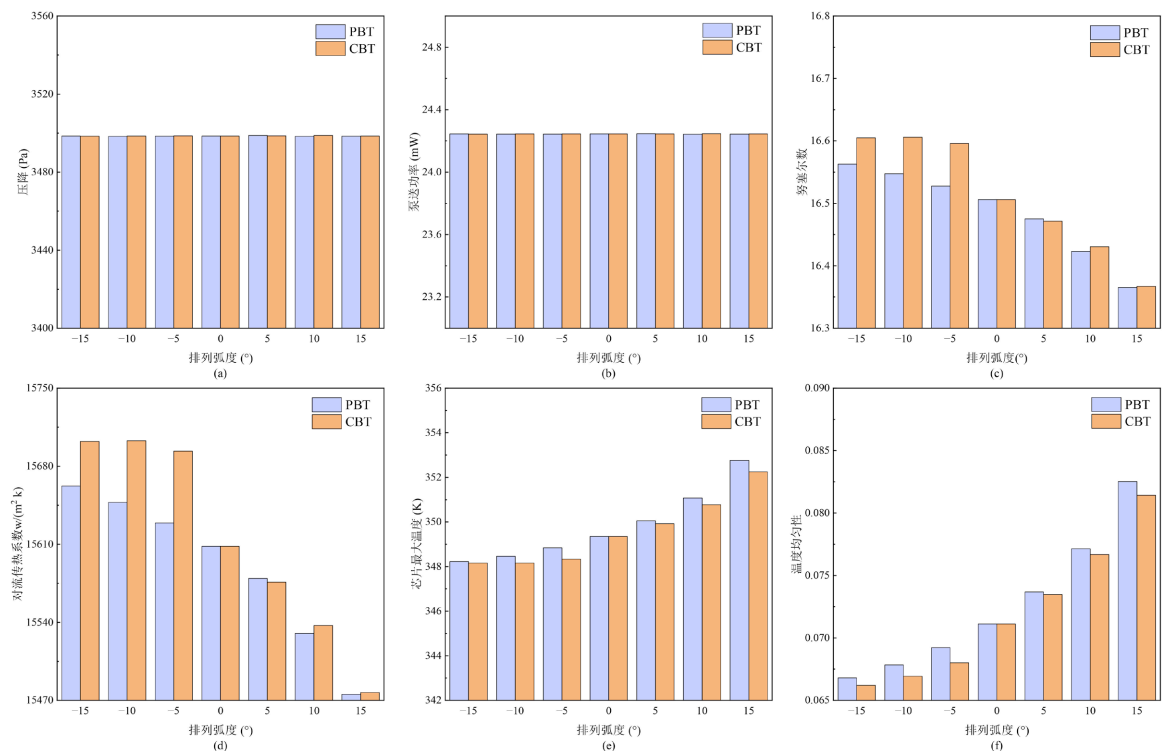 压降 (Pa)
3560
3520
3480
3440
3400
PBT
CBT
−15 −10 −5 0 5 10 15
排列弧度 (°)
(a)
泵送功率 (mW)
24.8
24.4
24.0
23.6
23.2
PBT
CBT
−15 −10 −5 0 5 10 15
排列弧度 (°)
(b)
努塞尔数
16.8
16.7
16.6
16.5
16.4
16.3
PBT
CBT
−15 −10 −5 0 5 10 15
排列弧度(°)
(c)
对流传热系数w/(m² k)
15750
15680
15610
15540
15470
PBT
CBT
−15 −10 −5 0 5 10 15
排列弧度 (°)
(d)
芯片最大温度 (K)
356
354
352
350
348
346
344
342
PBT
CBT
−15 −10 −5 0 5 10 15
排列弧度 (°)
(e)
温度均匀性
0.090
0.085
0.080
0.075
0.070
0.065
PBT
CBT
−15 −10 −5 0 5 10 15
排列弧度 (°)
(f)